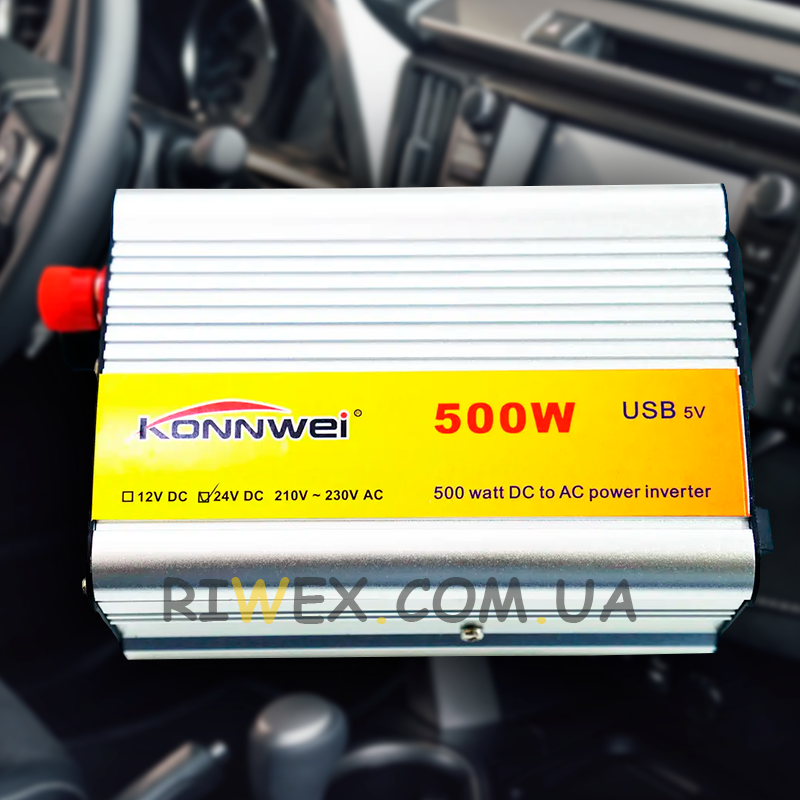 KONNWEI®
500W
USB 5V
☐ 12V DC ☑ 24V DC 210V ~ 230V AC
500 watt DC to AC power inverter
RIWEX.COM.UA